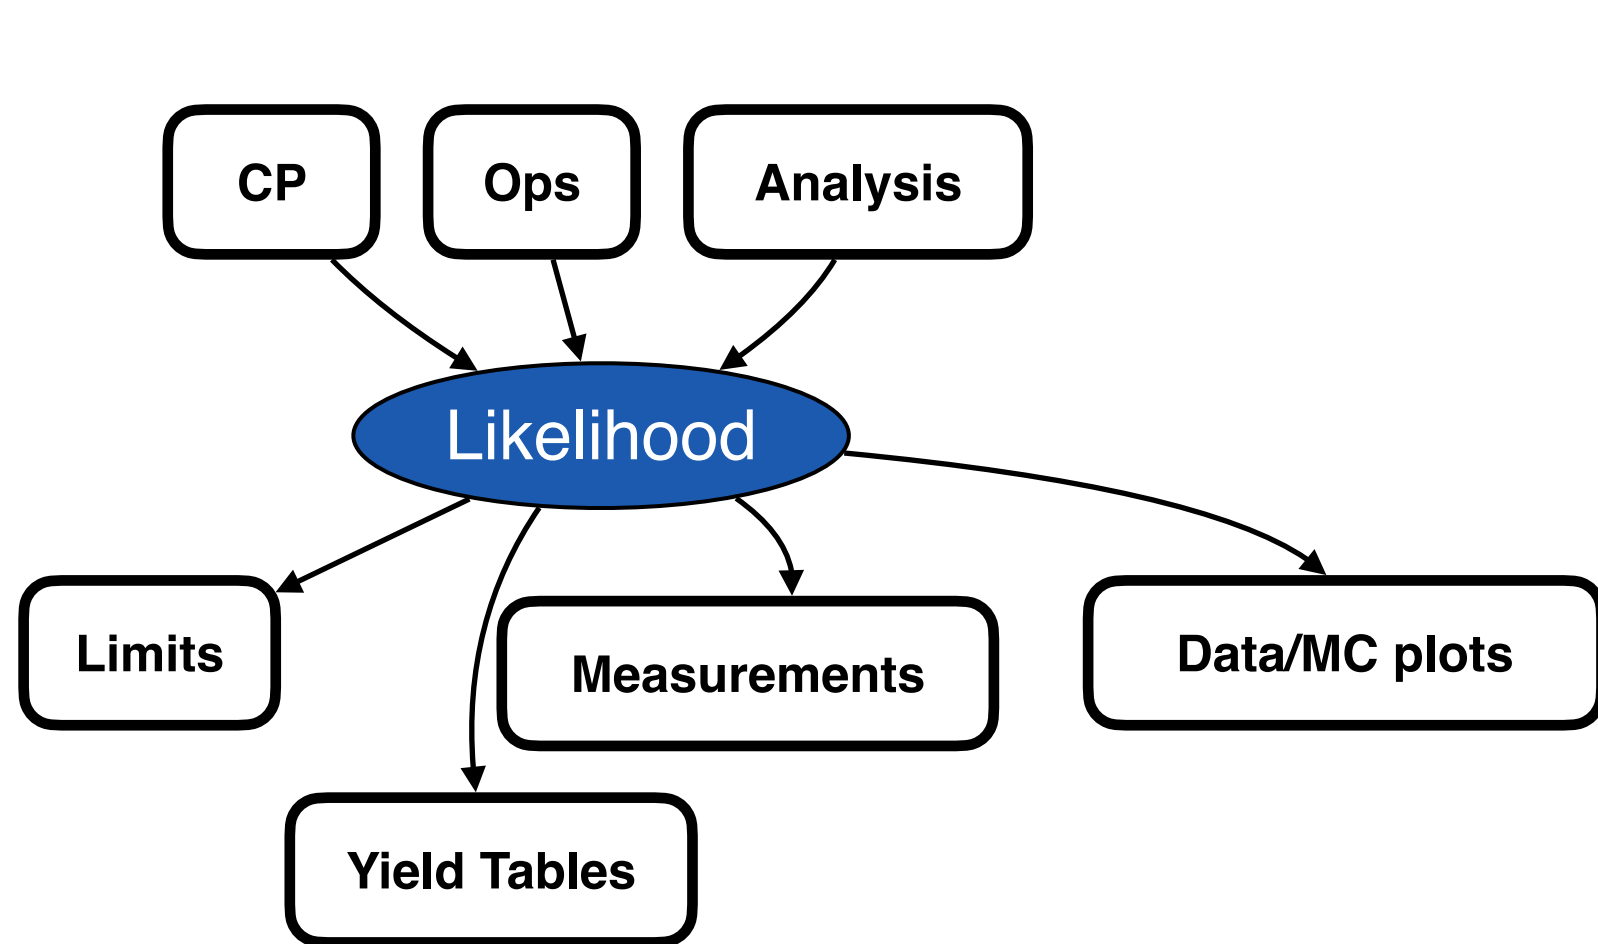 CP
Ops
Analysis
Likelihood
Limits
Measurements
Data/MC plots
Yield Tables